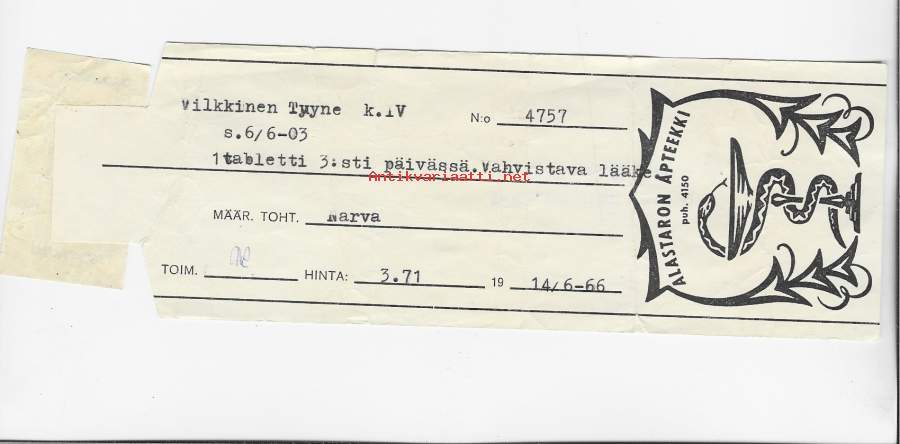 Wilkkinen Tyyne k.IV
N:o 4757
s.6/6-03
1tabletti 3:sti päivässä.Vahvistava lääke.
Antikvariaatti.net
MÄÄR. TOHT. Narva
TOIM. HINTA: 3.71 19 14/6-66
ALASTARON APTEEKKI
puh. 4150